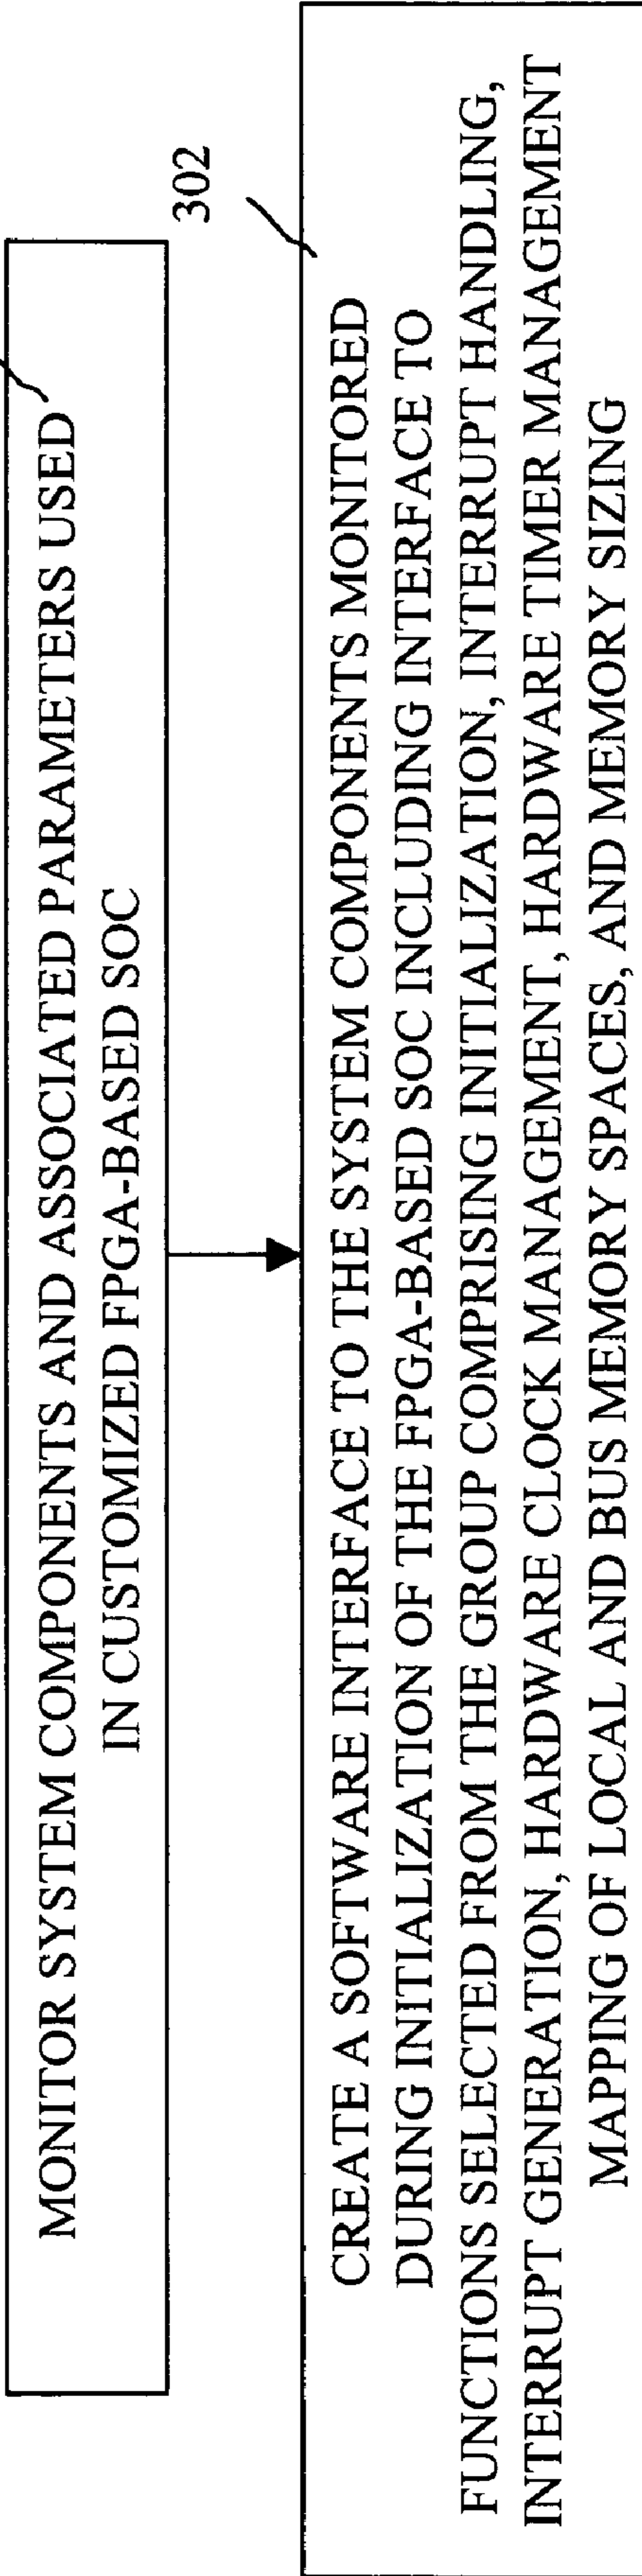 MONITOR SYSTEM COMPONENTS AND ASSOCIATED PARAMETERS USED
IN CUSTOMIZED FPGA-BASED SOC
302
CREATE A SOFTWARE INTERFACE TO THE SYSTEM COMPONENTS MONITORED
DURING INITIALIZATION OF THE FPGA-BASED SOC INCLUDING INTERFACE TO
FUNCTIONS SELECTED FROM THE GROUP COMPRISING INITIALIZATION, INTERRUPT HANDLING,
INTERRUPT GENERATION, HARDWARE CLOCK MANAGEMENT, HARDWARE TIMER MANAGEMENT
MAPPING OF LOCAL AND BUS MEMORY SPACES, AND MEMORY SIZING